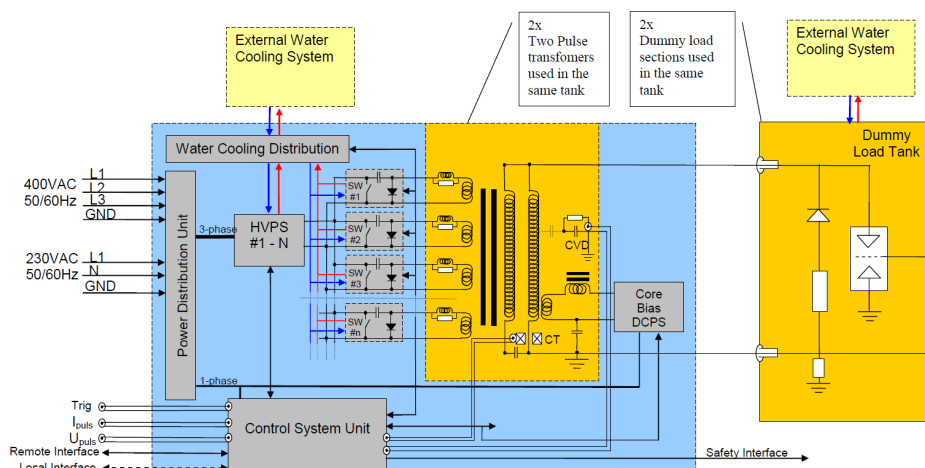 External Water
Cooling System
2x
Two Pulse
transfomers
used in the
same tank
2x
Dummy load
sections used
in the same
tank
External Water
Cooling System
Water Cooling Distribution
Dummy
Load Tank
400VAC
50/60Hz
L1
L2
L3
GND
230VAC
50/60Hz
L1
N
GND
Power Distribution Unit
3-phase
1-phase
HVPS
#1 - N
SW
#1
SW
#2
SW
#3
SW
#n
CVD
CT
Core
Bias
DCPS
Trig
Ipuls
Upuls
Remote Interface
Local Interface
Control System Unit
Safety Interface